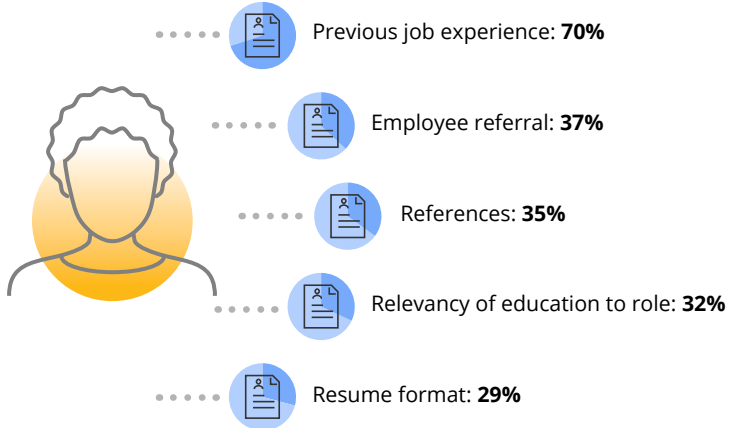 Previous job experience: 70%
Employee referral: 37%
References: 35%
Relevancy of education to role: 32%
Resume format: 29%